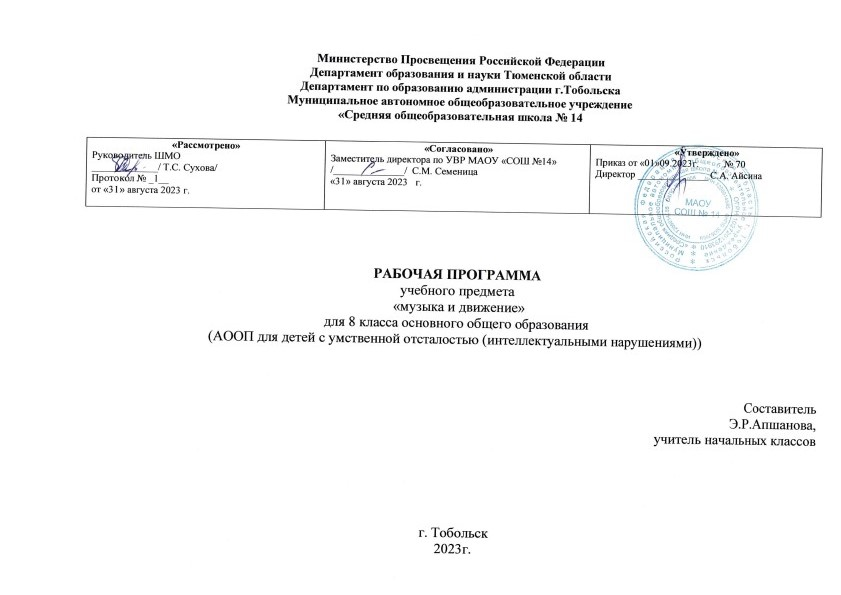 Министерство Просвещения Российской Федерации
Департамент образования и науки Тюменской области
Департамент по образованию администрации г.Тобольска
Муниципальное автономное общеобразовательное учреждение
«Средняя общеобразовательная школа № 14
«Рассмотрено»
Руководитель ШМО
/ Т.С. Сухова/
Протокол № _1__
от «31» августа 2023 г.
«Согласовано»
Заместитель директора по УВР МАОУ «СОШ №14»
/ / С.М. Семеница
«31» августа 2023 г.
«Утверждено»
Приказ от «01»09.2023г. № 70
Директор С.А. Айсина
МАОУ
СОШ № 14
РАБОЧАЯ ПРОГРАММА
учебного предмета
«музыка и движение»
для 8 класса основного общего образования
(АООП для детей с умственной отсталостью (интеллектуальными нарушениями))
Составитель
Э.Р.Апшанова,
учитель начальных классов
г. Тобольск
2023г.